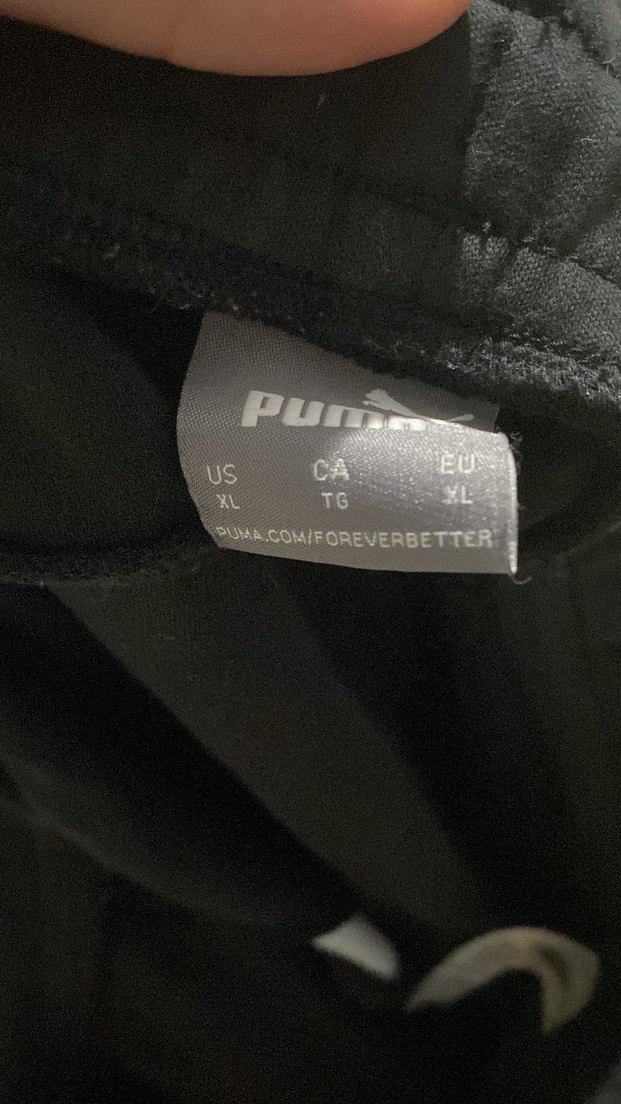 PUMA
US CA EU
XL TG XL
PUMA.COM/FOREVERBETTER